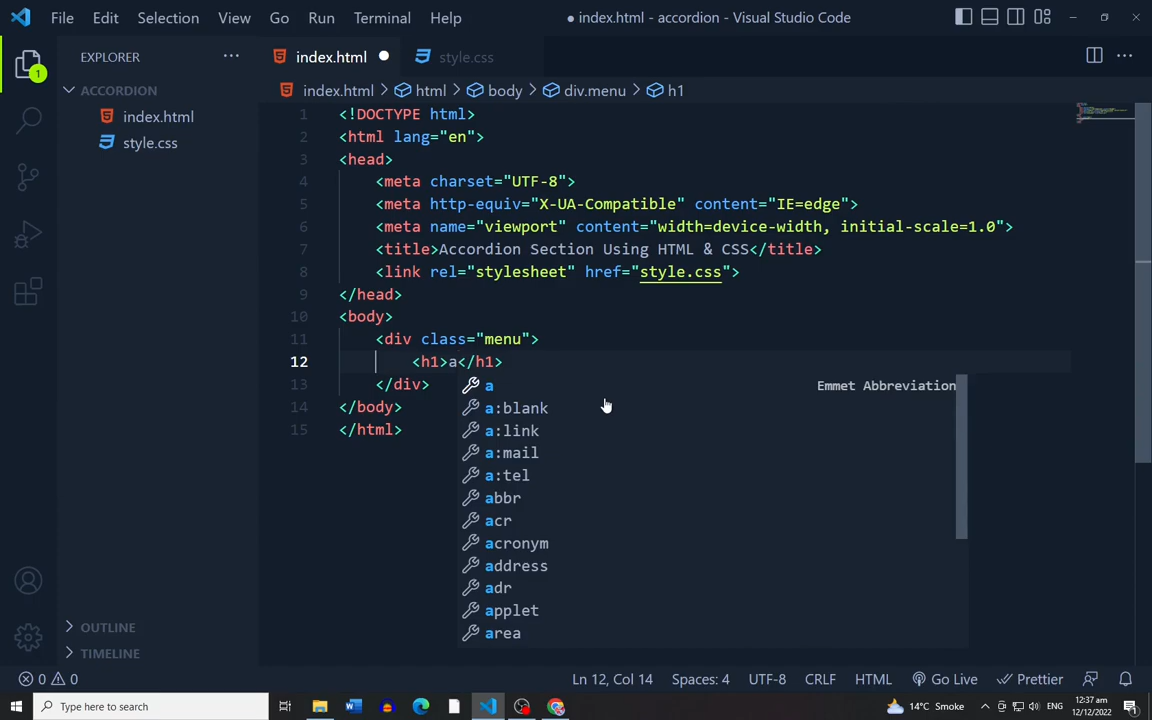 File Edit Selection View Go Run Terminal Help ● index.html - accordion - Visual Studio Code
EXPLORER ···
index.html ●
style.css
1
ACCORDION
index.html > html > body > div.menu > h1
index.html
style.css
1 <!DOCTYPE html>
2 <html lang="en">
3 <head>
4 <meta charset="UTF-8">
5 <meta http-equiv="X-UA-Compatible" content="IE=edge">
6 <meta name="viewport" content="width=device-width, initial-scale=1.0">
7 <title>Accordion Section Using HTML & CSS</title>
8 <link rel="stylesheet" href="style.css">
9 </head>
10 <body>
11 <div class="menu">
12 <h1>a</h1>
13 </div>
14 </body>
15 </html>
a Emmet Abbreviation
a:blank
a:link
a:mail
a:tel
abbr
acr
acronym
address
adr
applet
area
OUTLINE
TIMELINE
0 0 Ln 12, Col 14 Spaces: 4 UTF-8 CRLF HTML Go Live Prettier
Type here to search
14°C Smoke ENG
12:37 am
12/12/2022
1